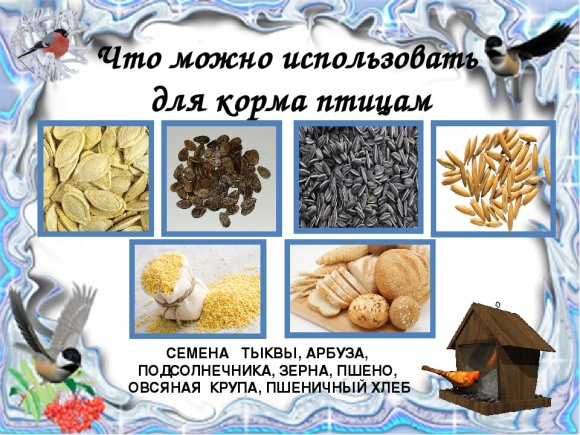 Что можно использовать
для корма птицам
СЕМЕНА ТЫКВЫ, АРБУЗА,
ПОДСОЛНЕЧНИКА, ЗЕРНА, ПШЕНО,
ОВСЯНАЯ КРУПА, ПШЕНИЧНЫЙ ХЛЕБ